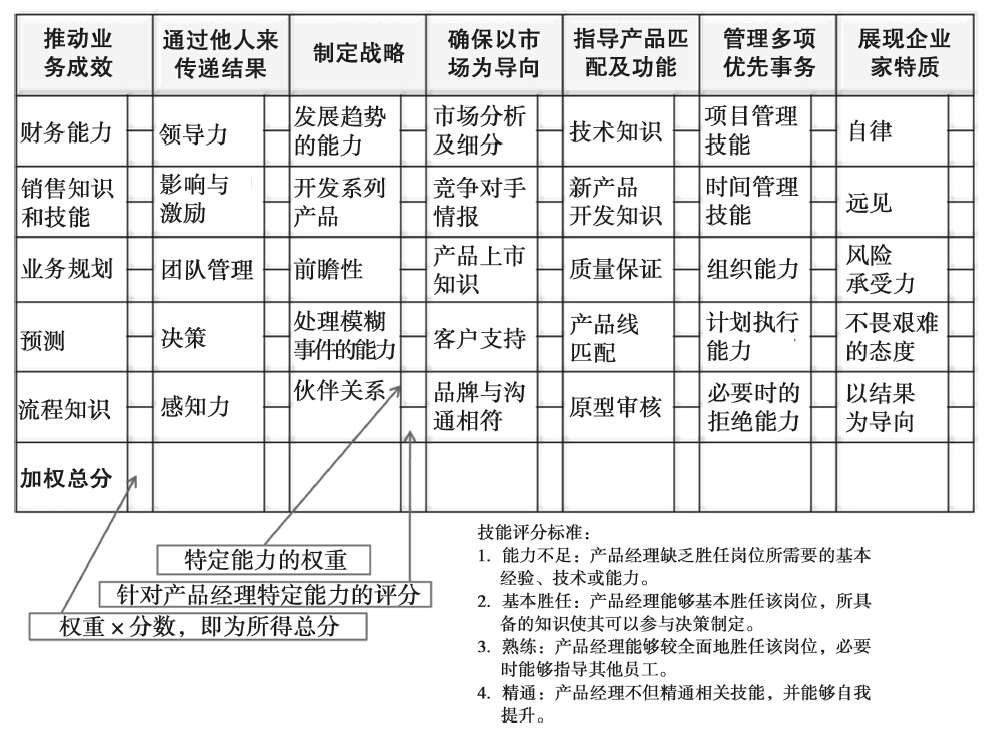 推动业
务成效
通过他人来
传递结果
制定战略
确保以市
场为导向
指导产品匹
配及功能
管理多项
优先事务
展现企业
家特质
财务能力
领导力
发展趋势
的能力
市场分析
及细分
技术知识
项目管理
技能
自律
销售知识
和技能
影响与
激励
开发系列
产品
竞争对手
情报
新产品
开发知识
时间管理
技能
远见
业务规划
团队管理
前瞻性
产品上市
知识
质量保证
组织能力
风险
承受力
预测
决策
处理模糊
事件的能力
客户支持
产品线
匹配
计划执行
能力
不畏艰难
的态度
流程知识
感知力
伙伴关系
品牌与沟
通相符
原型审核
必要时的
拒绝能力
以结果
为导向
加权总分
特定能力的权重
针对产品经理特定能力的评分
权重×分数，即为所得总分
技能评分标准：
1. 能力不足：产品经理缺乏胜任岗位所需要的基本
经验、技术或能力。
2. 基本胜任：产品经理能够基本胜任该岗位，所具
备的知识使其可以参与决策制定。
3. 熟练：产品经理能够较全面地胜任该岗位，必要
时能够指导其他员工。
4. 精通：产品经理不但精通相关技能，并能够自我
提升。